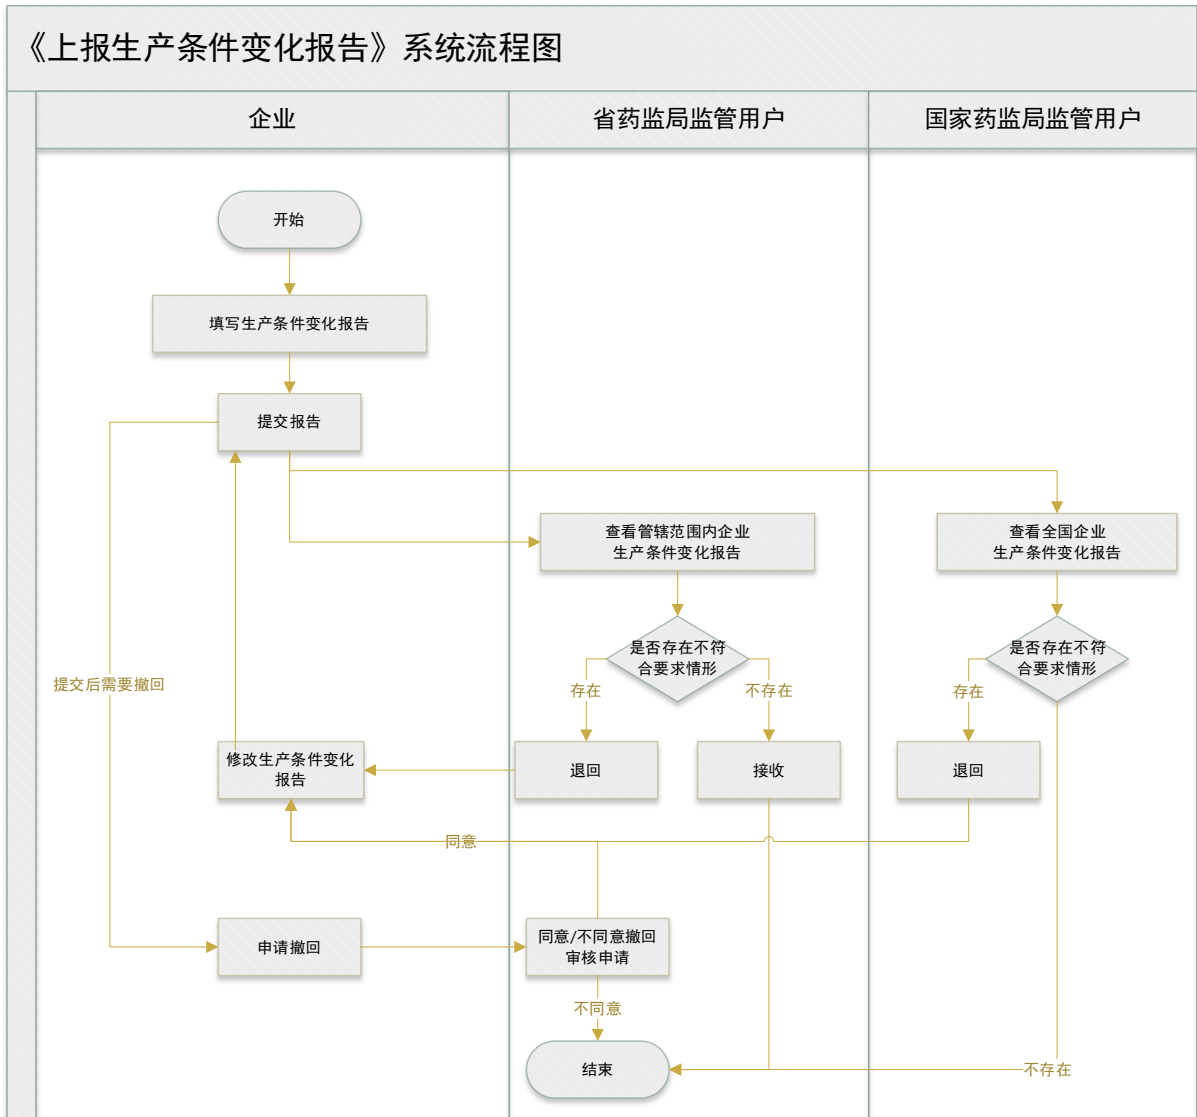 《上报生产条件变化报告》系统流程图
企业
省药监局监管用户
国家药监局监管用户
开始
填写生产条件变化报告
提交报告
查看管辖范围内企业
生产条件变化报告
查看全国企业
生产条件变化报告
是否存在不符
合要求情形
是否存在不符
合要求情形
提交后需要撤回
存在
不存在
存在
修改生产条件变化
报告
退回
接收
退回
同意
申请撤回
同意/不同意撤回
审核申请
不同意
结束
不存在